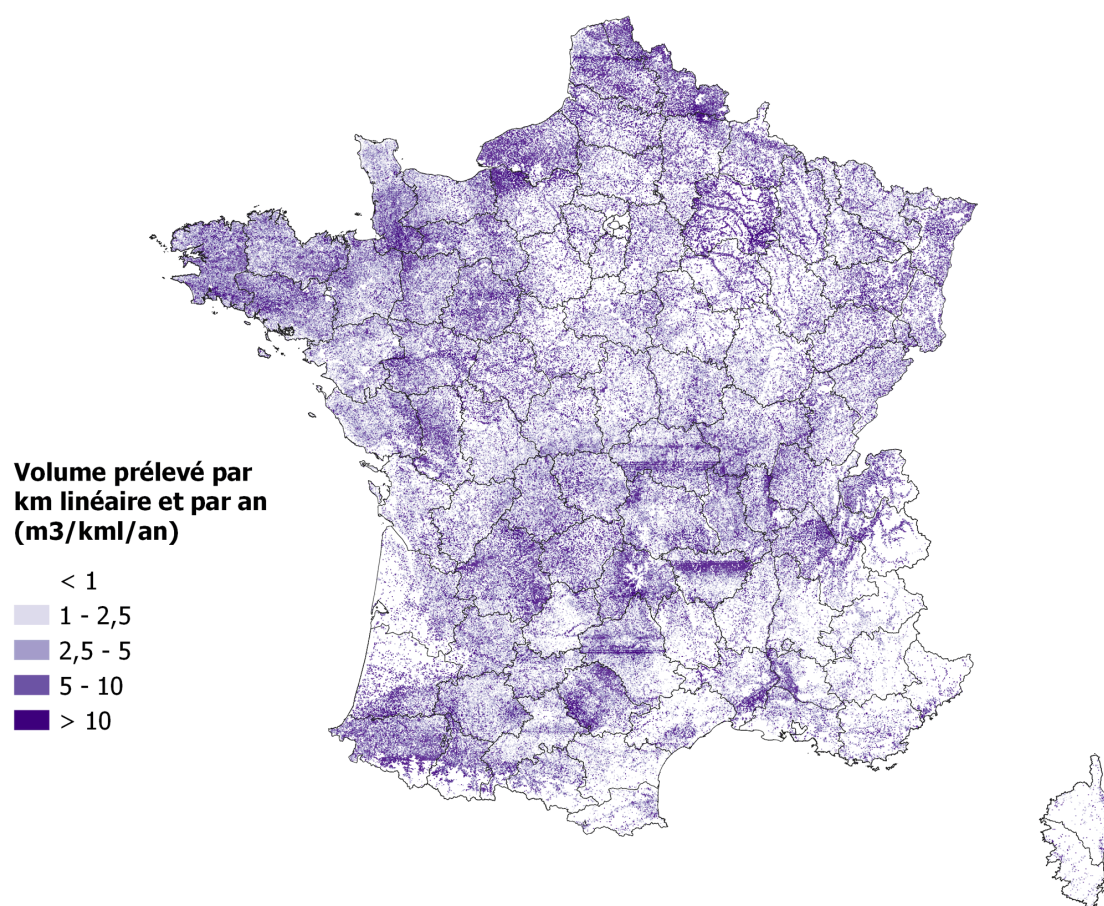 Volume prélevé par
km linéaire et par an
(m3/kml/an)
< 1
1 - 2,5
2,5 - 5
5 - 10
> 10